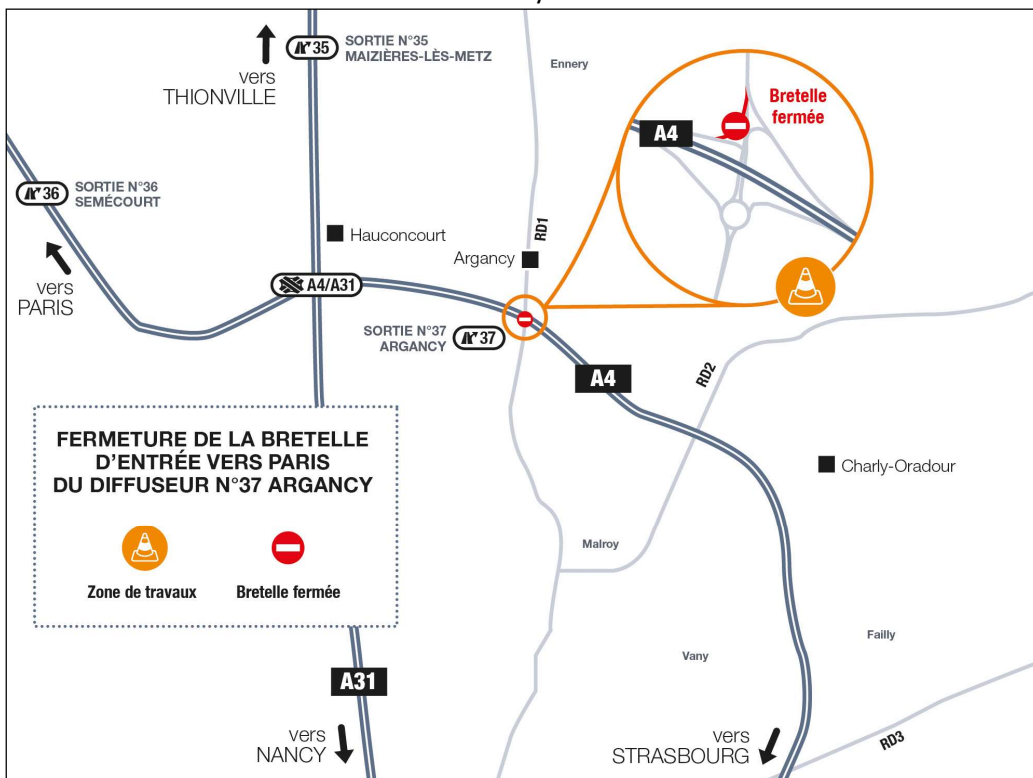 35
SORTIE N°35
MAIZIÈRES-LÈS-METZ
vers
THIONVILLE
Ennery
Bretelle
fermée
A4
36
SORTIE N°36
SEMÉCOURT
vers
PARIS
Hauconcourt
RD1
Argancy
A4/A31
SORTIE N°37
ARGANCY
37
A4
RD2
FERMETURE DE LA BRETELLE
D'ENTRÉE VERS PARIS
DU DIFFUSEUR N°37 ARGANCY
Zone de travaux
Bretelle fermée
Charly-Oradour
Malroy
Failly
Vany
A31
vers
NANCY
vers
STRASBOURG
RD3